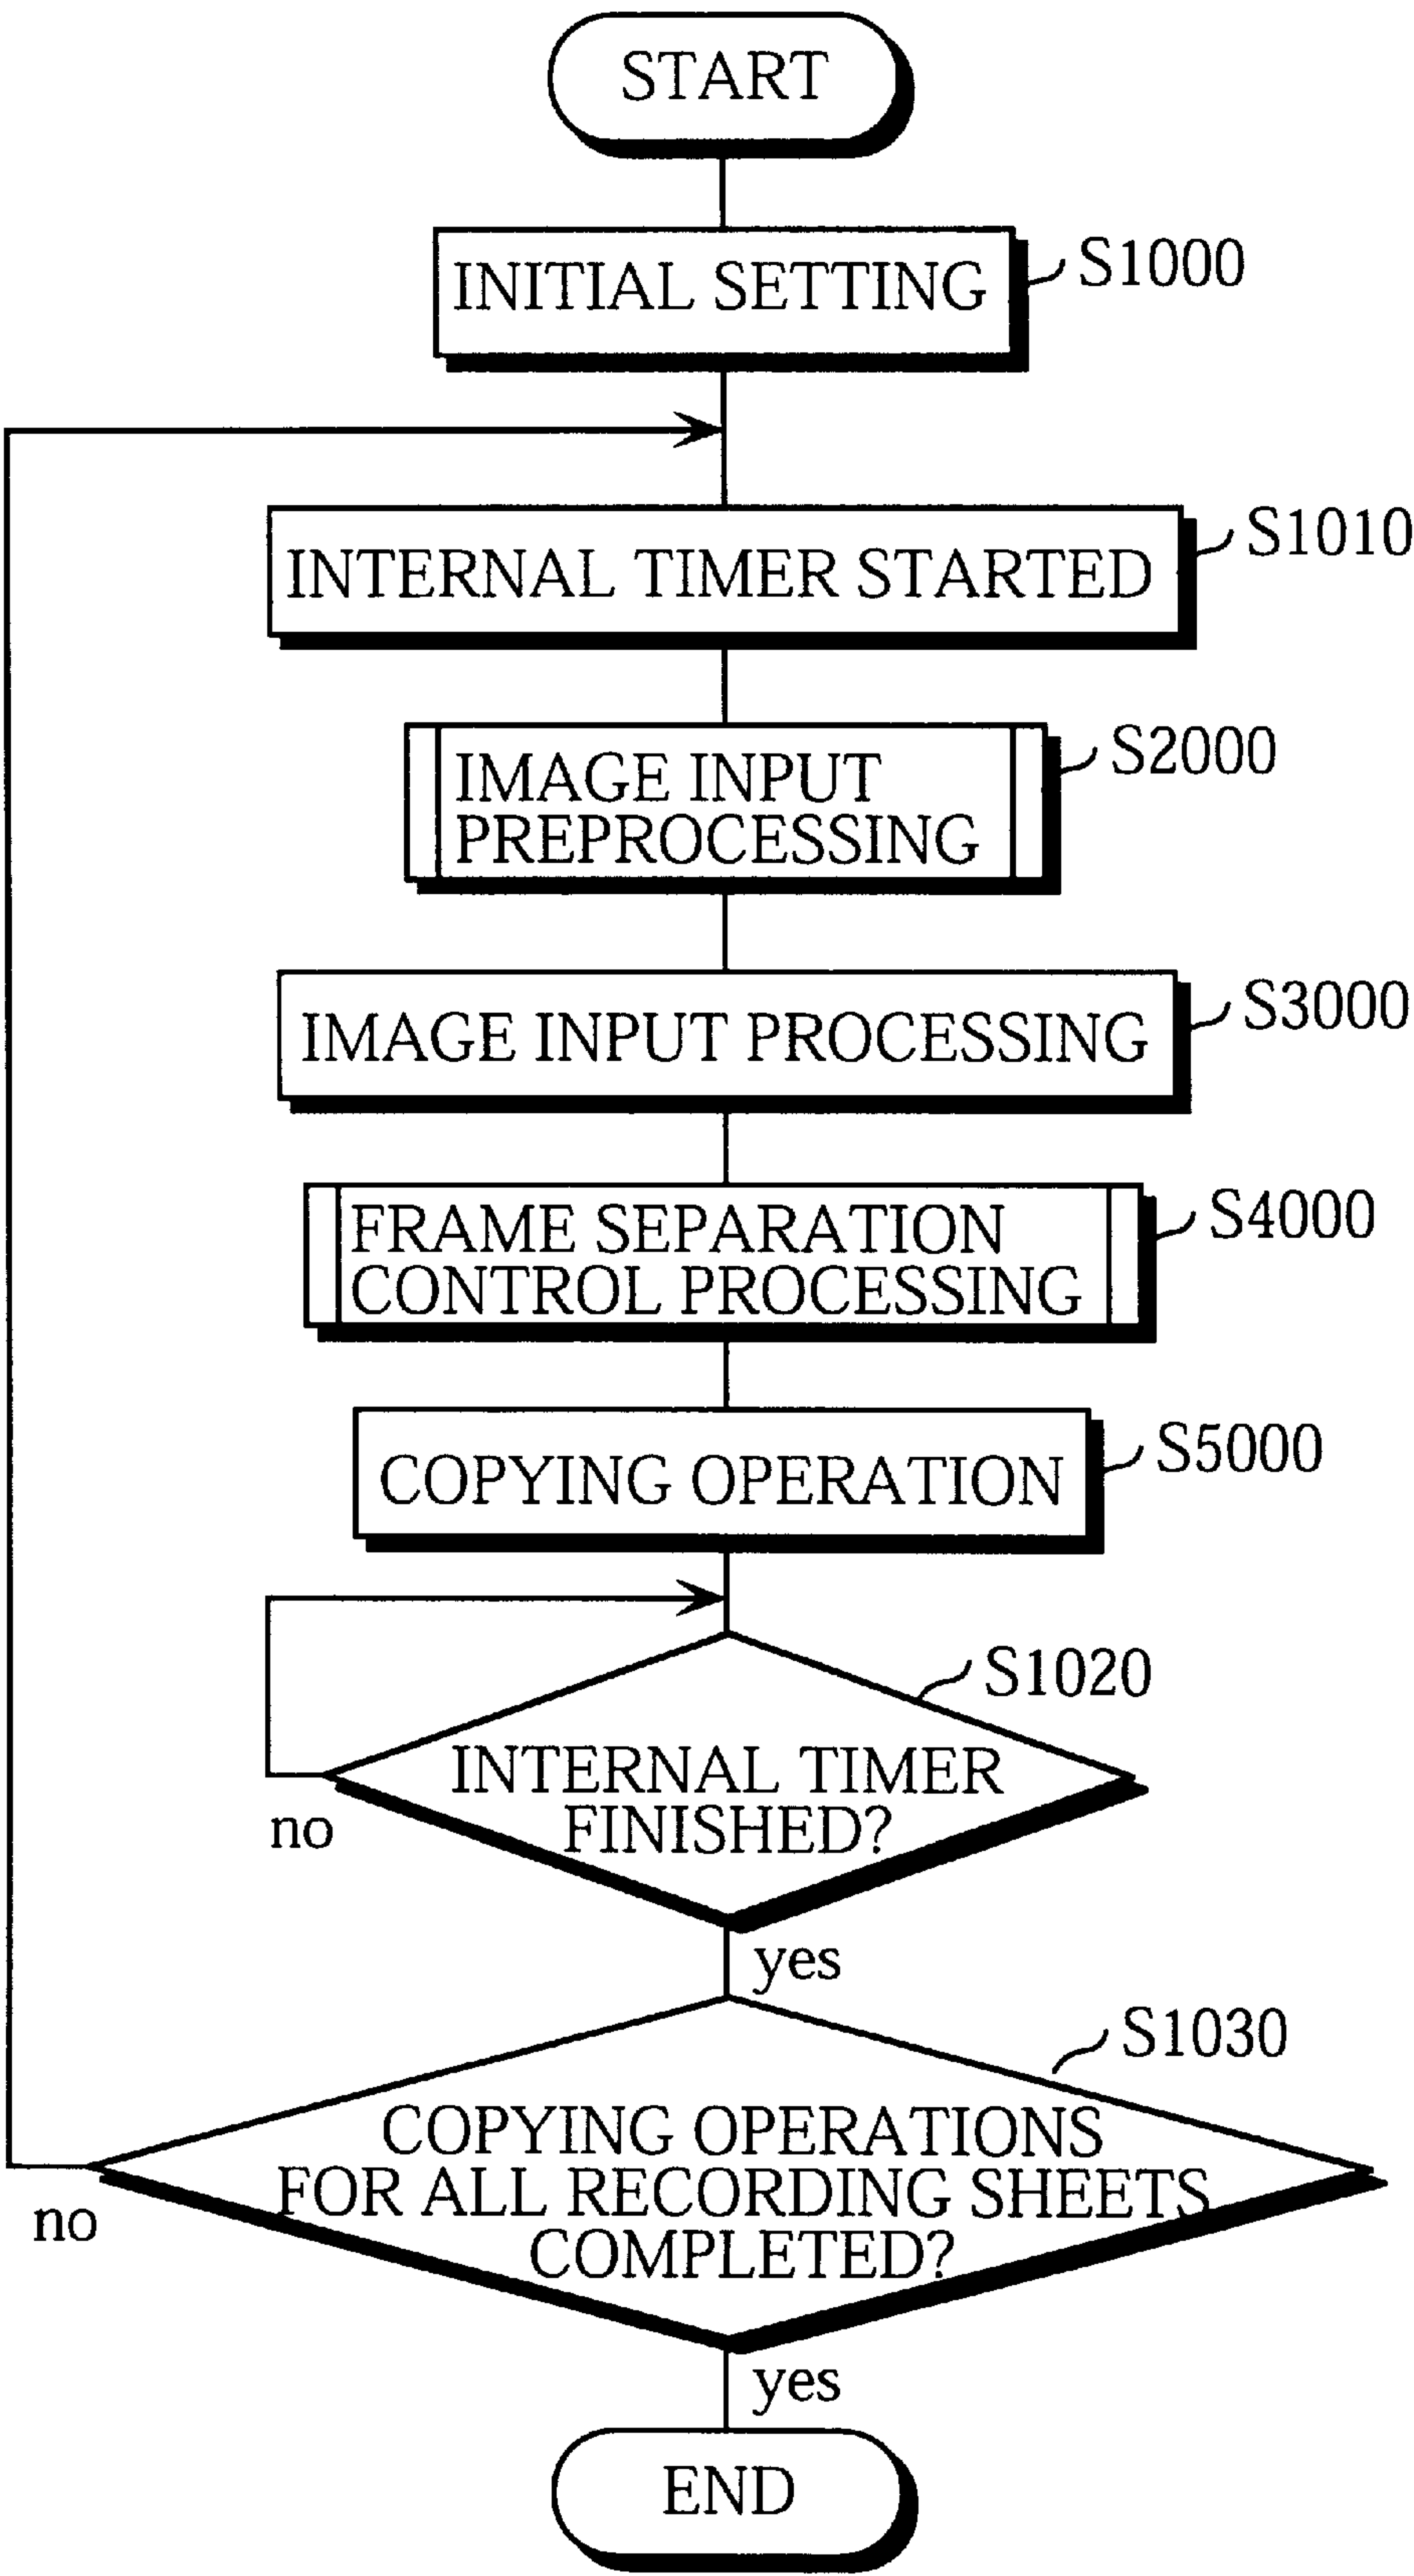 START
INITIAL SETTING
S1000
INTERNAL TIMER STARTED
S1010
IMAGE INPUT
PREPROCESSING
S2000
IMAGE INPUT PROCESSING
S3000
FRAME SEPARATION
CONTROL PROCESSING
S4000
COPYING OPERATION
S5000
S1020
INTERNAL TIMER
FINISHED?
no
yes
S1030
COPYING OPERATIONS
FOR ALL RECORDING SHEETS
COMPLETED?
no
yes
END